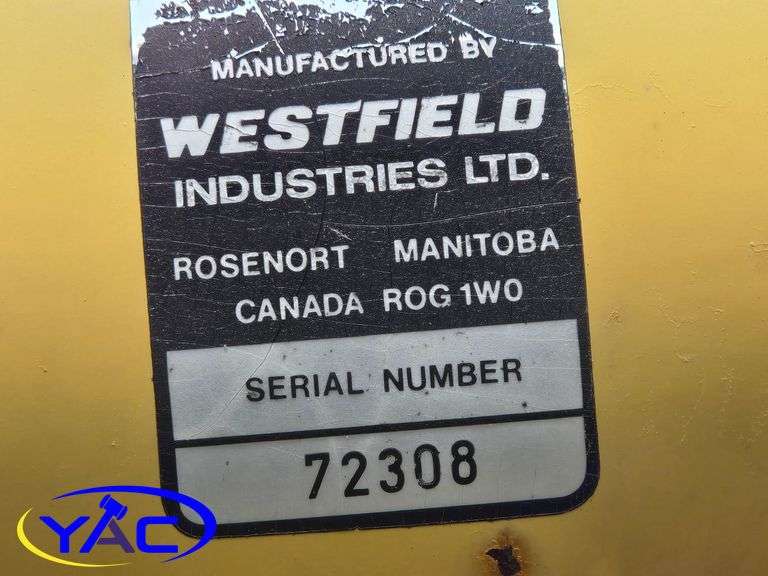 MANUFACTURED BY
WESTFIELD
INDUSTRIES LTD.
ROSENORT MANITOBA
CANADA ROG 1W0
SERIAL NUMBER
72308
YAC